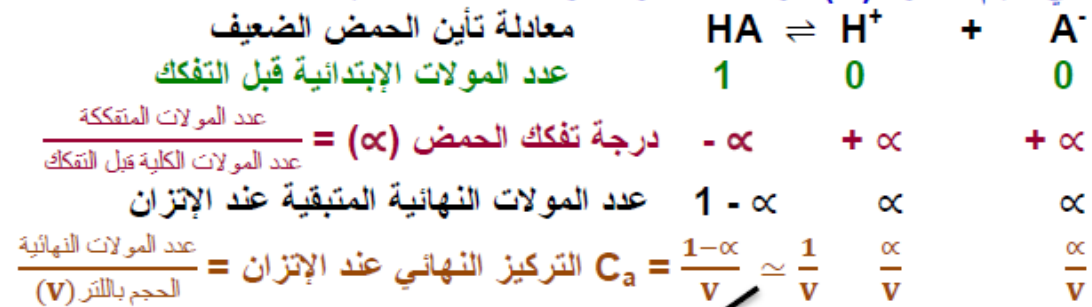 معادلة تأين الحمض الضعيف HA ⇌ H⁺ + A⁻
عدد المولات الإبتدائية قبل التفكك 1 0 0
درجة تفكك الحمض (∝) = عدد المولات المتفككة / عدد المولات الكلية قبل التفكك - ∝ + ∝ + ∝
عدد المولات النهائية المتبقية عند الإتزان 1 - ∝ ∝ ∝
عدد المولات النهائية / الحجم باللتر (V) = التركيز النهائي عند الإتزان Cₐ = 1−∝ / V ≃ 1 / V ∝ / V ∝ / V